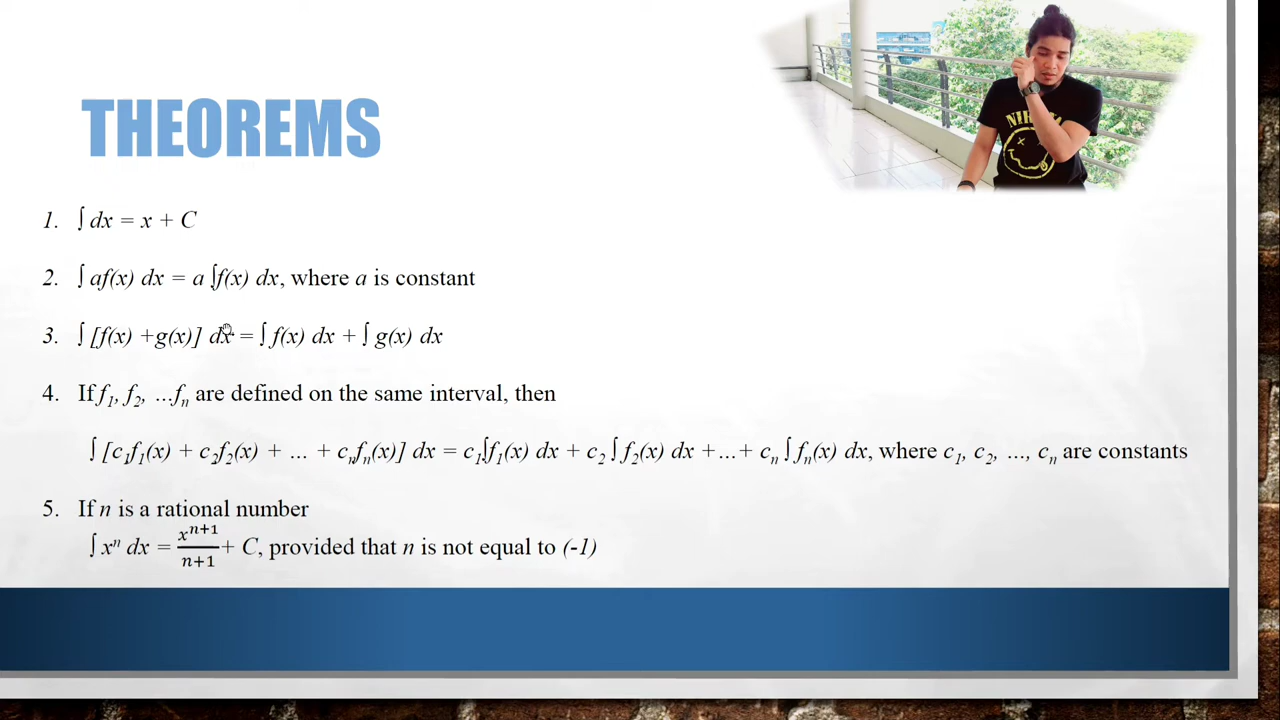 THEOREMS
1. ∫ dx = x + C
2. ∫ af(x) dx = a ∫f(x) dx, where a is constant
3. ∫ [f(x) +g(x)] dx = ∫ f(x) dx + ∫ g(x) dx
4. If f₁, f₂, ...fₙ are defined on the same interval, then
∫ [c₁f₁(x) + c₂f₂(x) + ... + cₙfₙ(x)] dx = c₁∫f₁(x) dx + c₂ ∫ f₂(x) dx +...+ cₙ ∫ fₙ(x) dx, where c₁, c₂, ..., cₙ are constants
5. If n is a rational number
∫ xⁿ dx = xⁿ⁺¹/n+1 + C, provided that n is not equal to (-1)